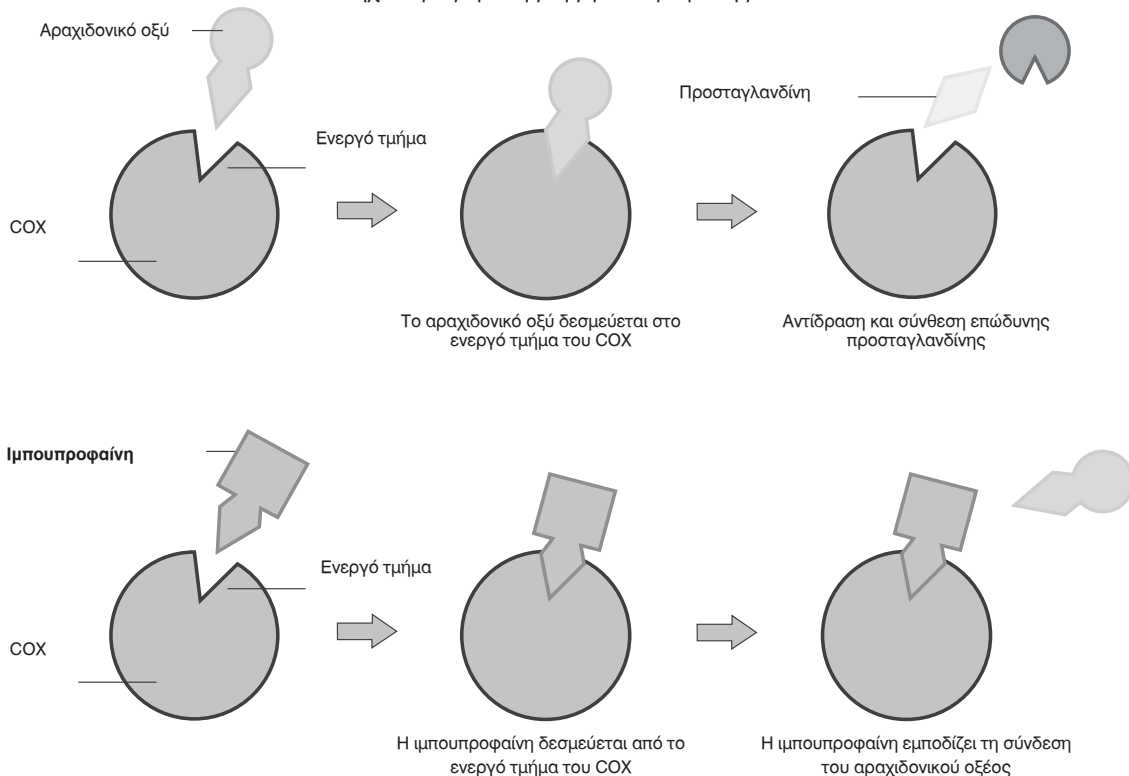 Αραχιδονικό οξύ
Προσταγλανδίνη
Ενεργό τμήμα
COX
Το αραχιδονικό οξύ δεσμεύεται στο
ενεργό τμήμα του COX
Αντίδραση και σύνθεση επώδυνης
προσταγλανδίνης
Ιμπουπροφαίνη
Ενεργό τμήμα
COX
Η ιμπουπροφαίνη δεσμεύεται από το
ενεργό τμήμα του COX
Η ιμπουπροφαίνη εμποδίζει τη σύνδεση
του αραχιδονικού οξέος